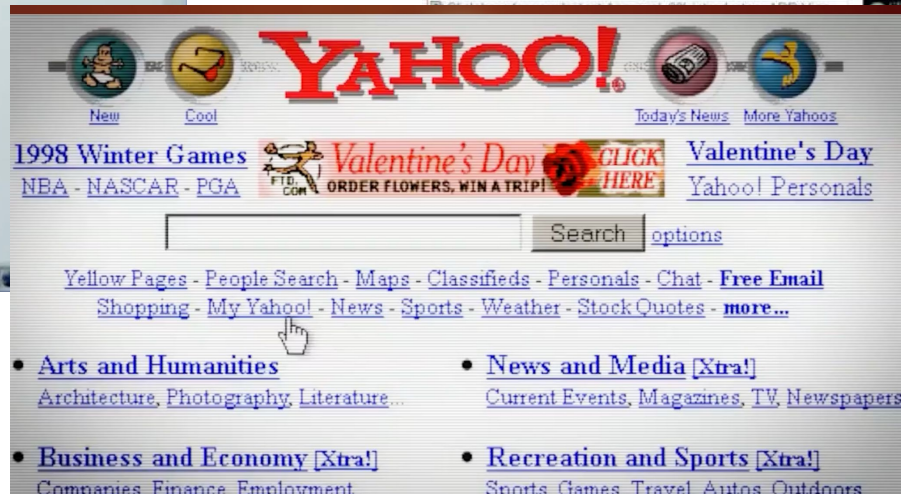 YAHOO!
New Cool Today's News More Yahoos
1998 Winter Games
NBA - NASCAR - PGA
FTD.COM
Valentine's Day
ORDER FLOWERS, WIN A TRIP!
CLICK HERE
Valentine's Day
Yahoo! Personals
Search options
Yellow Pages - People Search - Maps - Classifieds - Personals - Chat - Free Email
Shopping - My Yahoo! - News - Sports - Weather - Stock Quotes - more...
• Arts and Humanities
Architecture, Photography, Literature...
• News and Media [Xtra!]
Current Events, Magazines, TV, Newspapers
• Business and Economy [Xtra!]
Companies, Finance, Employment
• Recreation and Sports [Xtra!]
Sports, Games, Travel, Autos, Outdoors